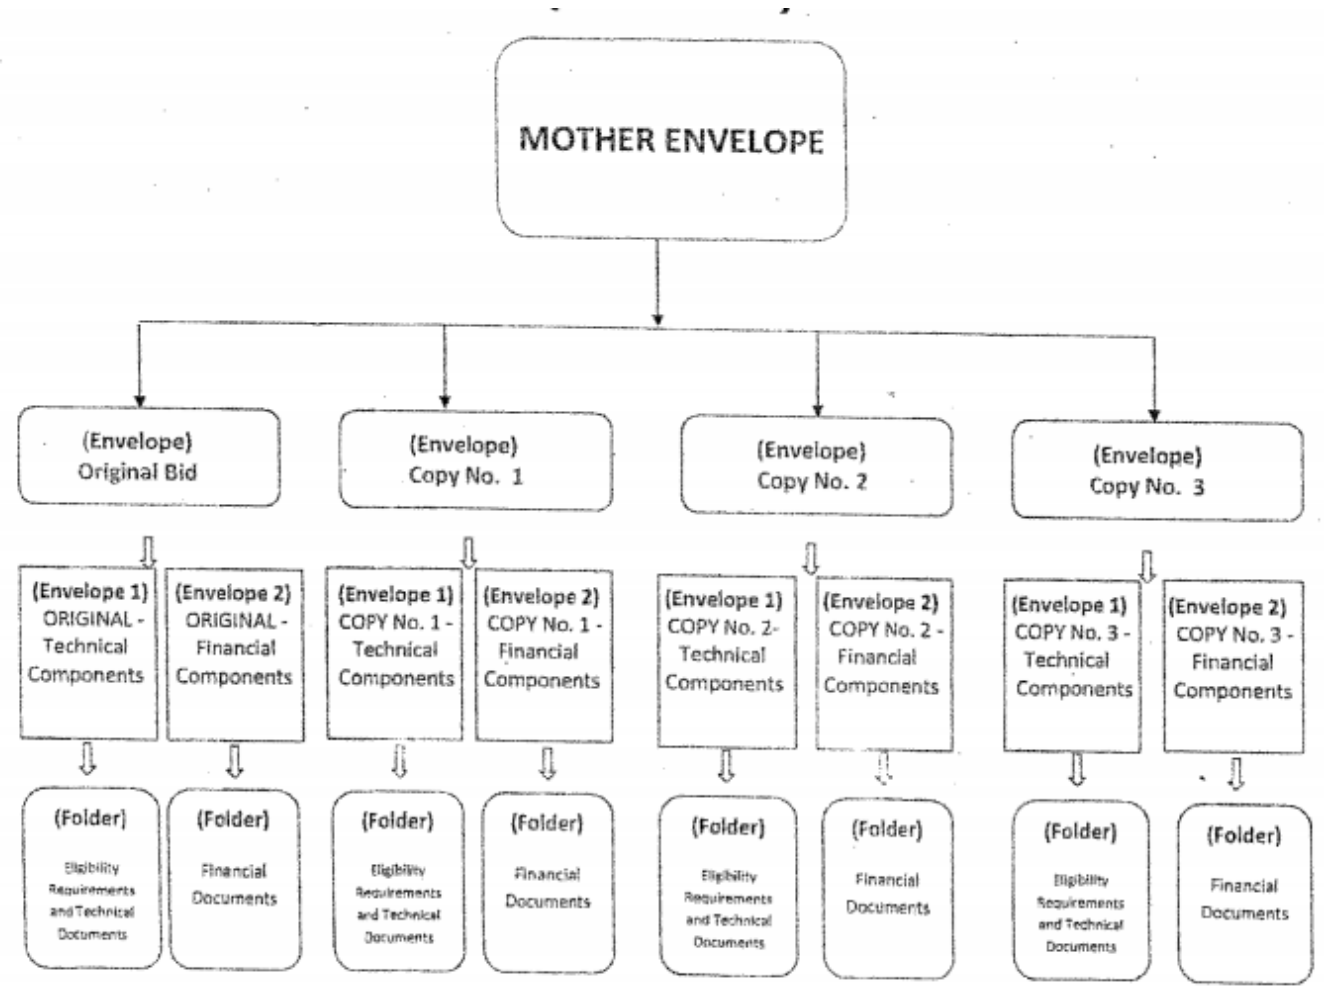 MOTHER ENVELOPE
(Envelope)
Original Bid
(Envelope)
Copy No. 1
(Envelope)
Copy No. 2
(Envelope)
Copy No. 3
(Envelope 1)
ORIGINAL -
Technical
Components
(Envelope 2)
ORIGINAL -
Financial
Components
(Envelope 1)
COPY No. 1 -
Technical
Components
(Envelope 2)
COPY No. 1 -
Financial
Components
(Envelope 1)
COPY No. 2-
Technical
Components
(Envelope 2)
COPY No. 2 -
Financial
Components
(Envelope 1)
COPY No. 3 -
Technical
Components
(Envelope 2)
COPY No. 3 -
Financial
Components
(Folder)
Eligibility
Requirements
and Technical
Documents
(Folder)
Financial
Documents
(Folder)
Eligibility
Requirements
and Technical
Documents
(Folder)
Financial
Documents
(Folder)
Eligibility
Requirements
and Technical
Documents
(Folder)
Financial
Documents
(Folder)
Eligibility
Requirements
and Technical
Documents
(Folder)
Financial
Documents